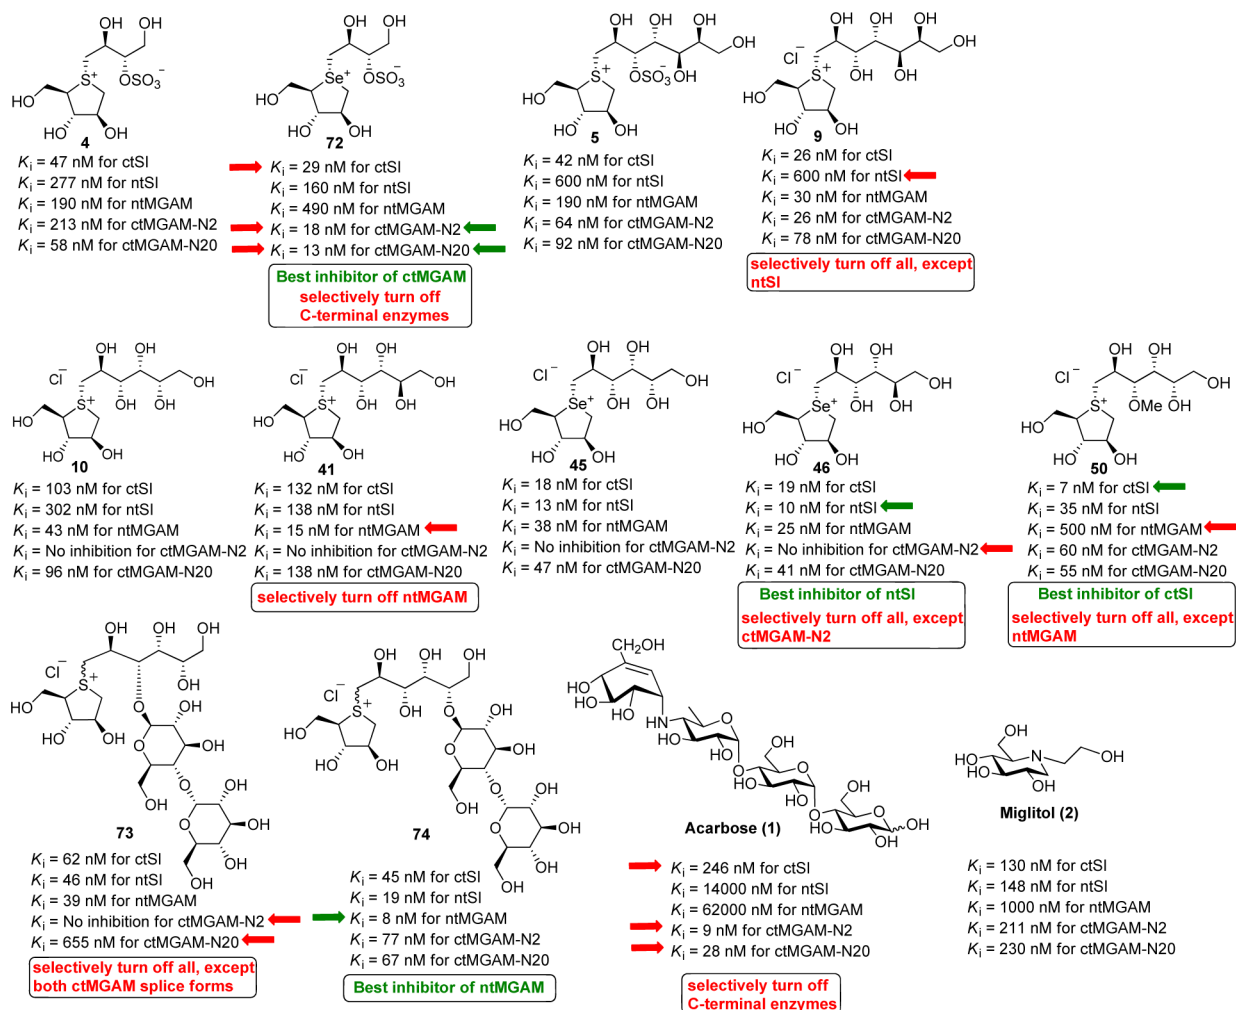 4
Ki = 47 nM for ctSI
Ki = 277 nM for ntSI
Ki = 190 nM for ntMGAM
Ki = 213 nM for ctMGAM-N2
Ki = 58 nM for ctMGAM-N20
72
Ki = 29 nM for ctSI
Ki = 160 nM for ntSI
Ki = 490 nM for ntMGAM
Ki = 18 nM for ctMGAM-N2
Ki = 13 nM for ctMGAM-N20
Best inhibitor of ctMGAM
selectively turn off
C-terminal enzymes
5
Ki = 42 nM for ctSI
Ki = 600 nM for ntSI
Ki = 190 nM for ntMGAM
Ki = 64 nM for ctMGAM-N2
Ki = 92 nM for ctMGAM-N20
9
Ki = 26 nM for ctSI
Ki = 600 nM for ntSI
Ki = 30 nM for ntMGAM
Ki = 26 nM for ctMGAM-N2
Ki = 78 nM for ctMGAM-N20
selectively turn off all, except
ntSI
10
Ki = 103 nM for ctSI
Ki = 302 nM for ntSI
Ki = 43 nM for ntMGAM
Ki = No inhibition for ctMGAM-N2
Ki = 96 nM for ctMGAM-N20
41
Ki = 132 nM for ctSI
Ki = 138 nM for ntSI
Ki = 15 nM for ntMGAM
Ki = No inhibition for ctMGAM-N2
Ki = 138 nM for ctMGAM-N20
selectively turn off ntMGAM
45
Ki = 18 nM for ctSI
Ki = 13 nM for ntSI
Ki = 38 nM for ntMGAM
Ki = No inhibition for ctMGAM-N2
Ki = 47 nM for ctMGAM-N20
46
Ki = 19 nM for ctSI
Ki = 10 nM for ntSI
Ki = 25 nM for ntMGAM
Ki = No inhibition for ctMGAM-N2
Ki = 41 nM for ctMGAM-N20
Best inhibitor of ntSI
selectively turn off all, except
ctMGAM-N2
50
Ki = 7 nM for ctSI
Ki = 35 nM for ntSI
Ki = 500 nM for ntMGAM
Ki = 60 nM for ctMGAM-N2
Ki = 55 nM for ctMGAM-N20
Best inhibitor of ctSI
selectively turn off all, except
ntMGAM
73
Ki = 62 nM for ctSI
Ki = 46 nM for ntSI
Ki = 39 nM for ntMGAM
Ki = No inhibition for ctMGAM-N2
Ki = 655 nM for ctMGAM-N20
selectively turn off all, except
both ctMGAM splice forms
74
Ki = 45 nM for ctSI
Ki = 19 nM for ntSI
Ki = 8 nM for ntMGAM
Ki = 77 nM for ctMGAM-N2
Ki = 67 nM for ctMGAM-N20
Best inhibitor of ntMGAM
Acarbose (1)
Ki = 246 nM for ctSI
Ki = 14000 nM for ntSI
Ki = 62000 nM for ntMGAM
Ki = 9 nM for ctMGAM-N2
Ki = 28 nM for ctMGAM-N20
selectively turn off
C-terminal enzymes
Miglitol (2)
Ki = 130 nM for ctSI
Ki = 148 nM for ntSI
Ki = 1000 nM for ntMGAM
Ki = 211 nM for ctMGAM-N2
Ki = 230 nM for ctMGAM-N20